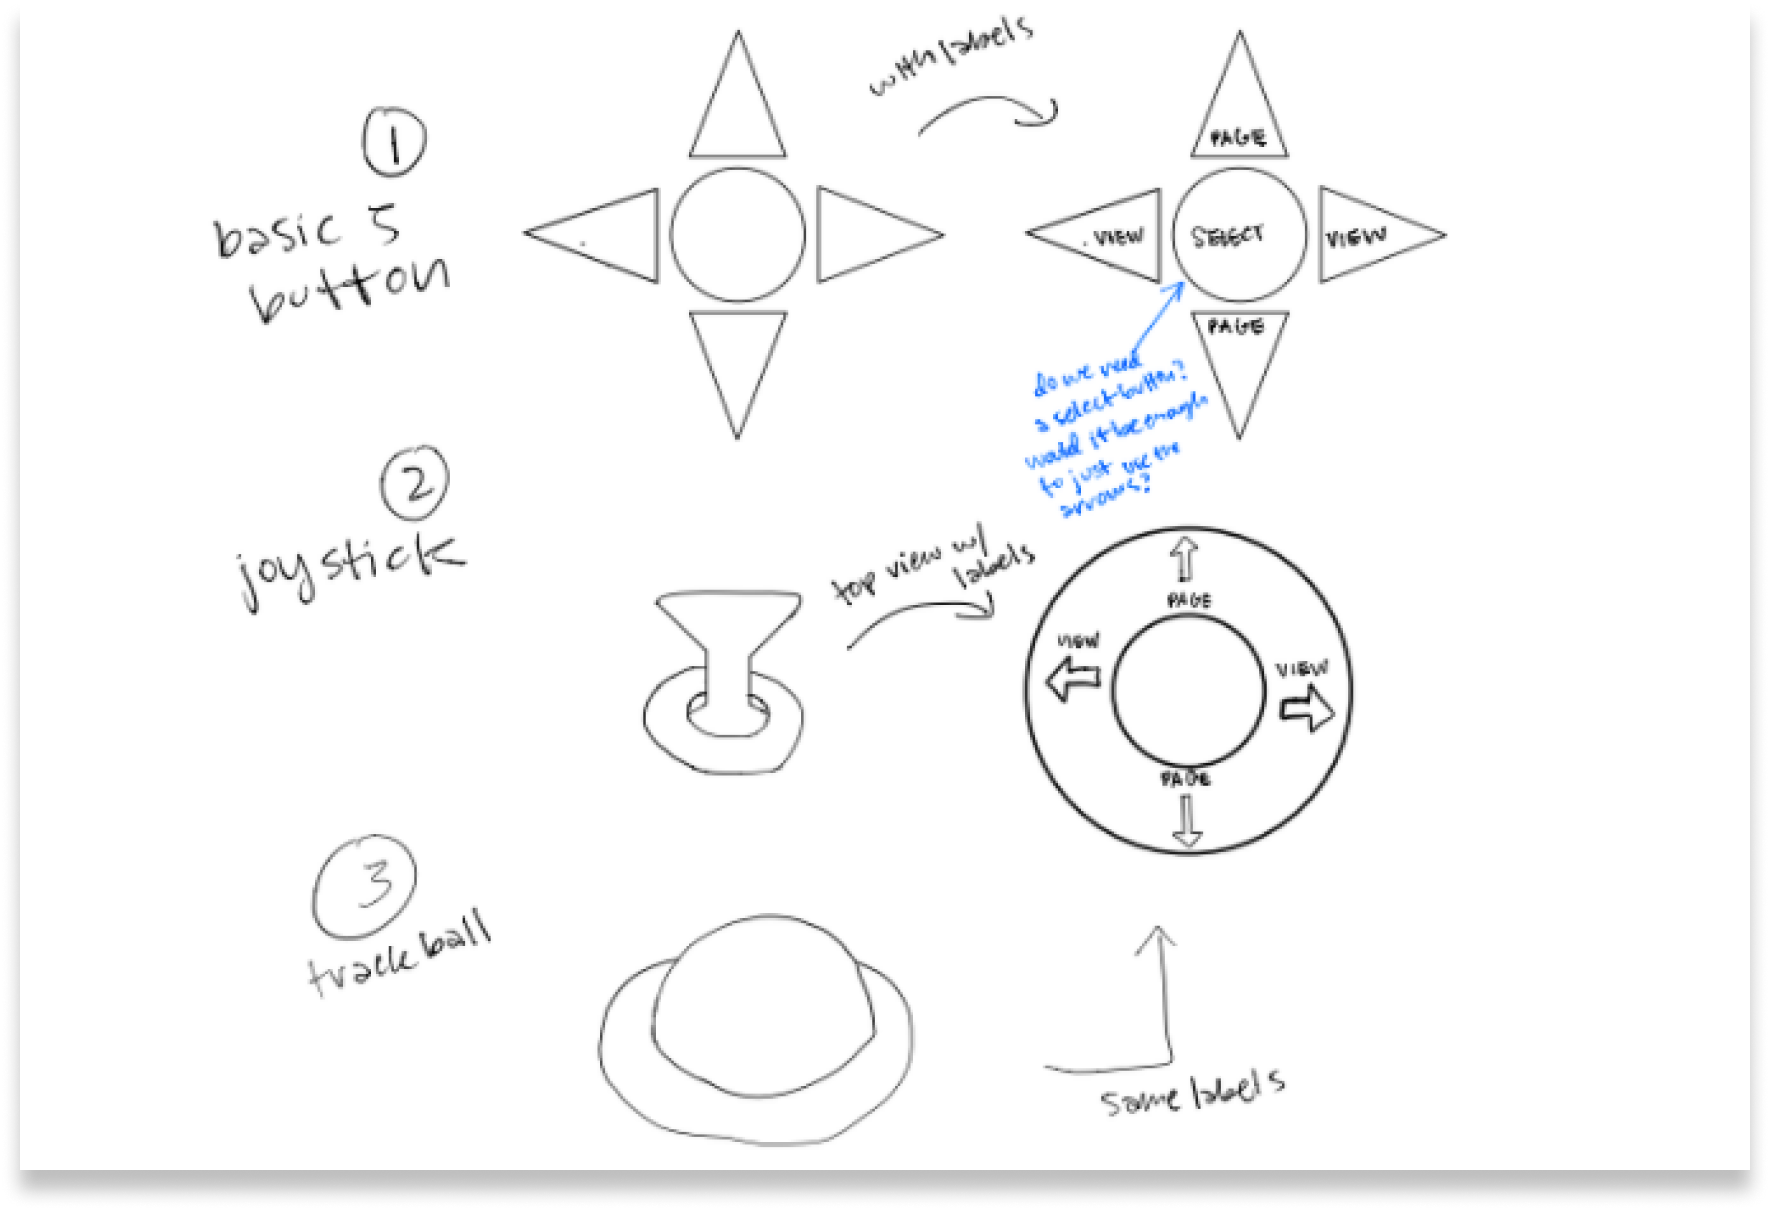 1
basic 5
button
with labels
PAGE
VIEW
SELECT
VIEW
PAGE
do we need
a select button?
would it be enough
to just use the
arrows?
2
joystick
top view w/
labels
PAGE
VIEW
VIEW
PAGE
3
trackball
same labels